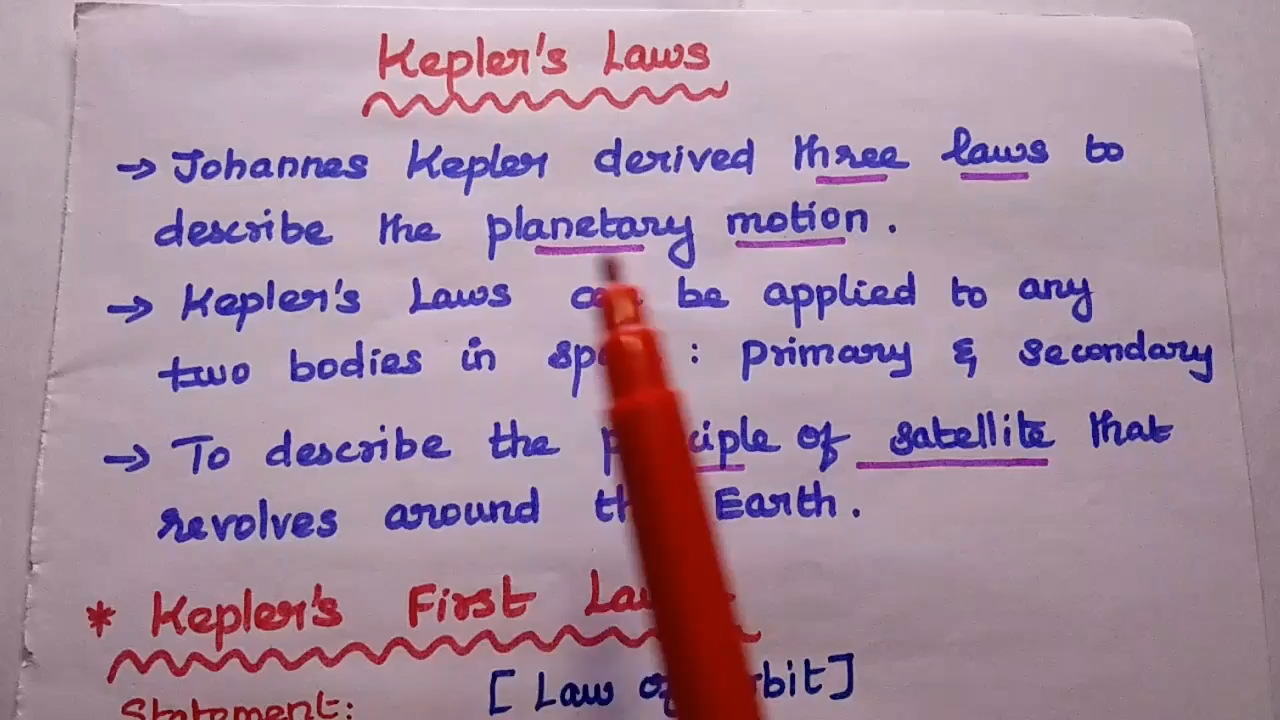 Kepler's Laws
→ Johannes Kepler derived three laws to
describe the planetary motion.
→ Kepler's Laws be applied to any
two bodies in : primary & secondary
→ To describe the of satellite that
revolves around Earth.
* Kepler's First
[ Law
Statement: